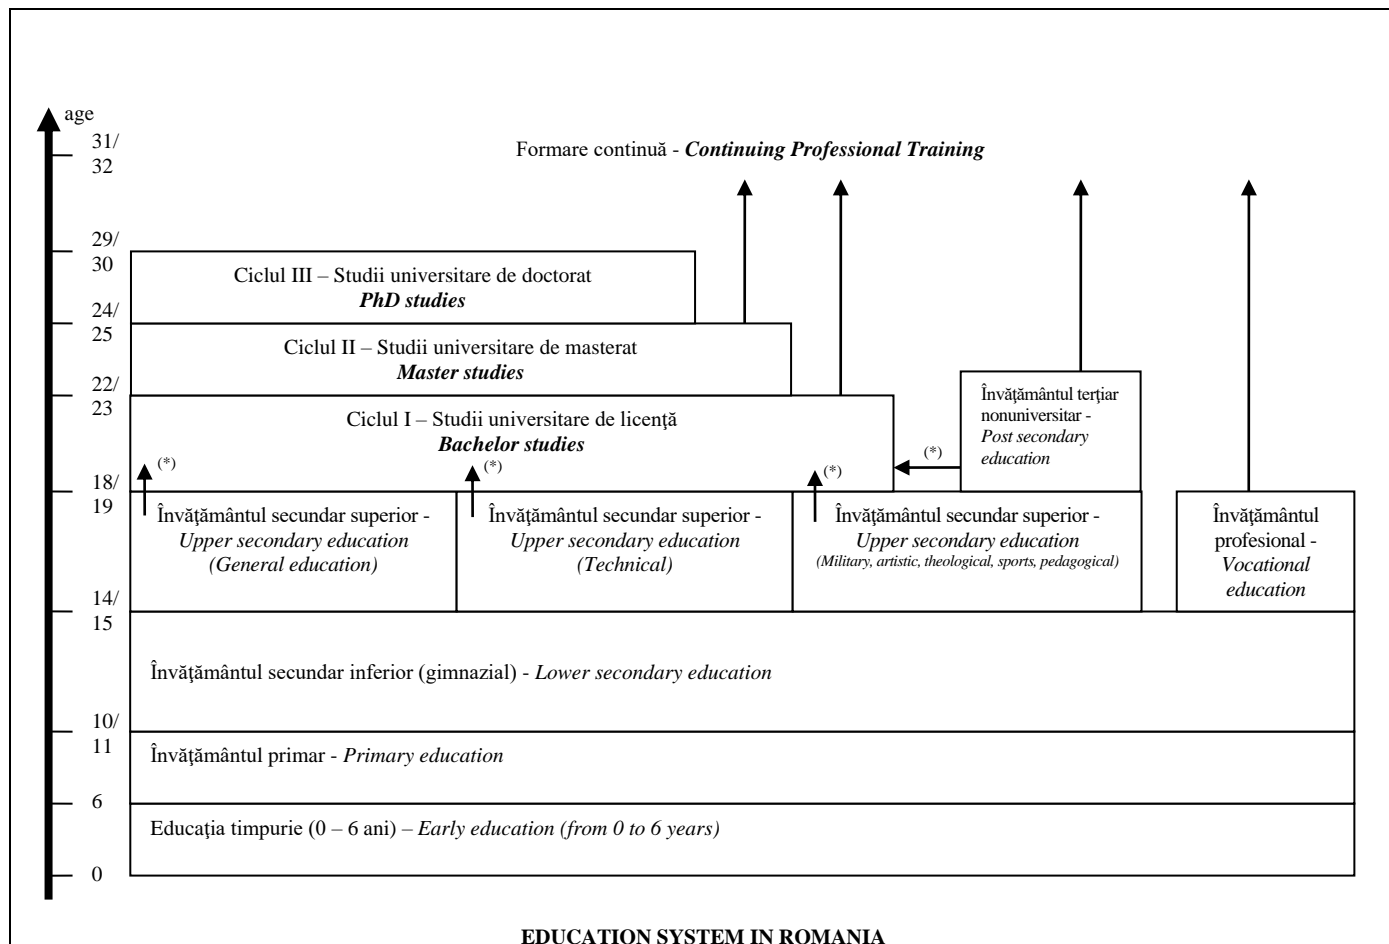 age
31/
32
Formare continuă - Continuing Professional Training
29/
30
Ciclul III – Studii universitare de doctorat
PhD studies
24/
25
Ciclul II – Studii universitare de masterat
Master studies
22/
23
Ciclul I – Studii universitare de licenţă
Bachelor studies
Învăţământul terţiar
nonuniversitar -
Post secondary
education
(*)
(*)
(*)
(*)
18/
19
Învăţământul secundar superior -
Upper secondary education
(General education)
Învăţământul secundar superior -
Upper secondary education
(Technical)
Învăţământul secundar superior -
Upper secondary education
(Military, artistic, theological, sports, pedagogical)
Învăţământul
profesional -
Vocational
education
14/
15
Învăţământul secundar inferior (gimnazial) - Lower secondary education
10/
11
Învăţământul primar - Primary education
6
Educaţia timpurie (0 – 6 ani) – Early education (from 0 to 6 years)
0
EDUCATION SYSTEM IN ROMANIA